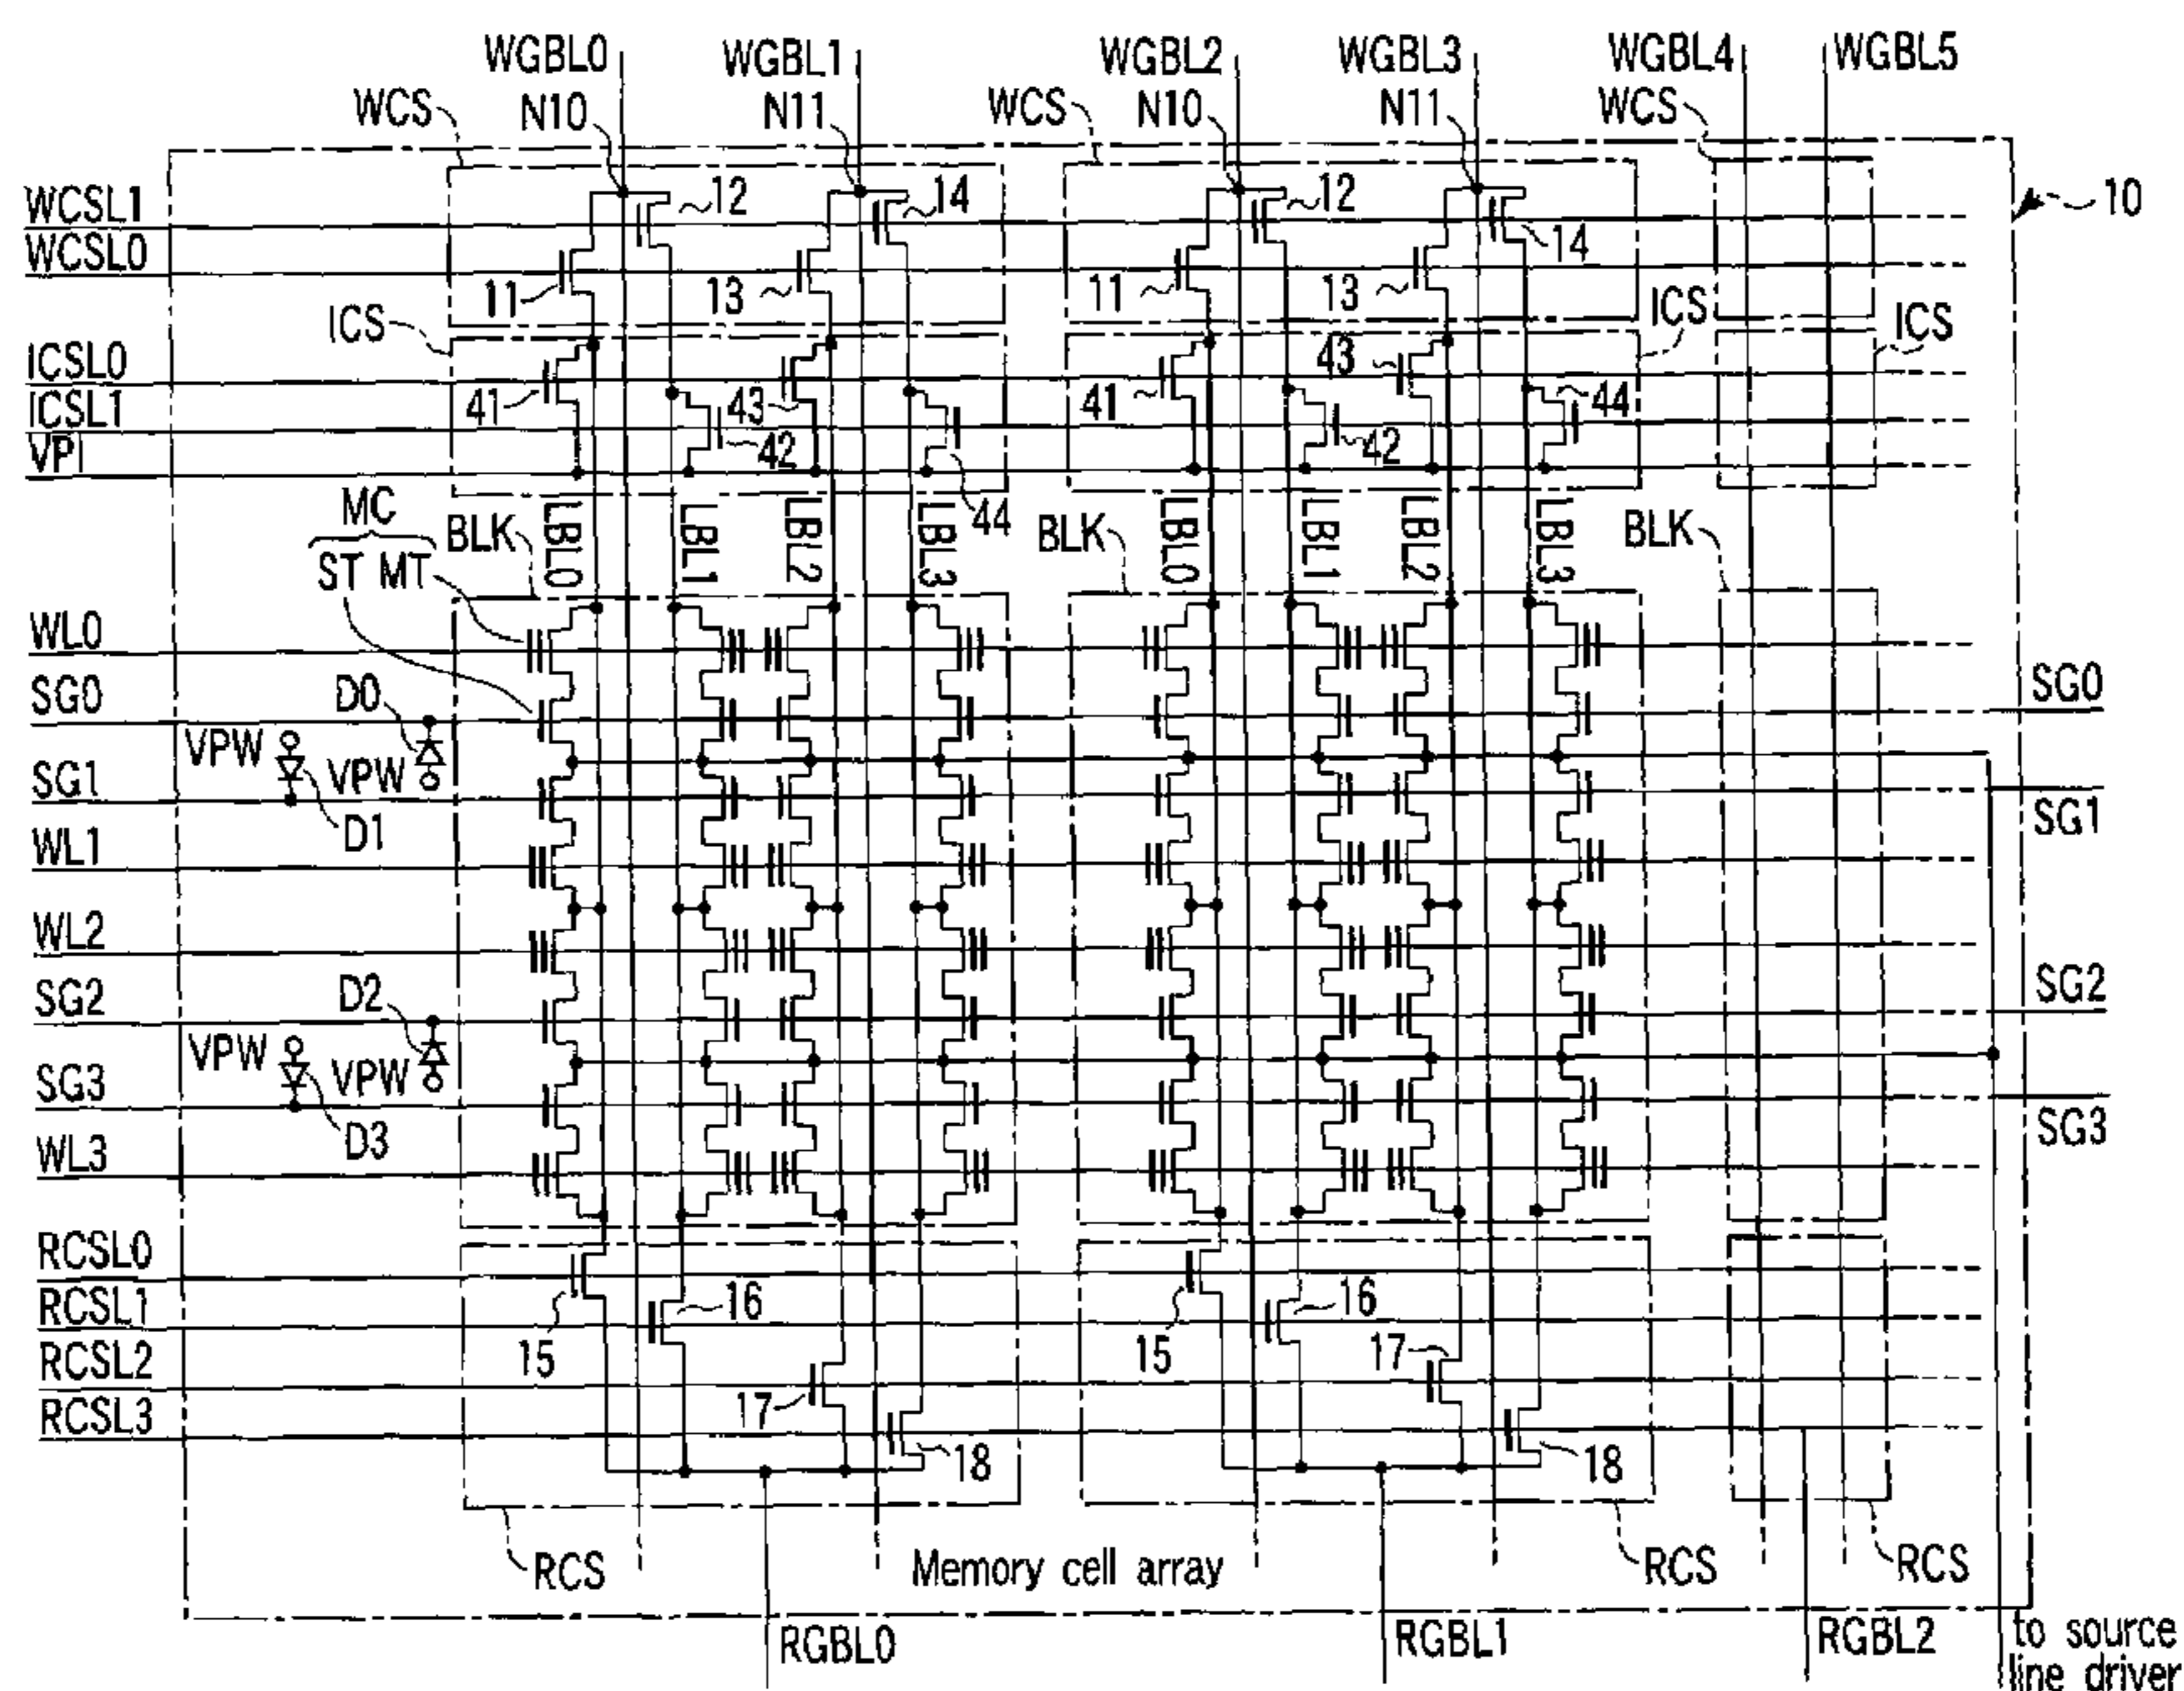 WGBL0 WGBL1 WGBL2 WGBL3 WGBL4 WGBL5
WCS N10 N11 WCS N10 N11 WCS
12 14 12 14 10
WCSL1
WCSL0
11 13 11 13
ICS ICS ICS
ICSL0
41 43 41 43 44
ICSL1
42 42
VPI
44
MC BLK LBL0 LBL1 LBL2 LBL3 BLK LBL0 LBL1 LBL2 LBL3 BLK
ST MT
WL0
SG0 D0 SG0
VPW VPW
SG1 D1 SG1
WL1
WL2
SG2 D2 SG2
VPW VPW
SG3 D3 SG3
WL3
RCSL0
RCSL1 16 16
15 15
RCSL2 17 17
RCSL3
18 18
RCS Memory cell array RCS RCS
RGBL0 RGBL1 RGBL2 to source
line driver